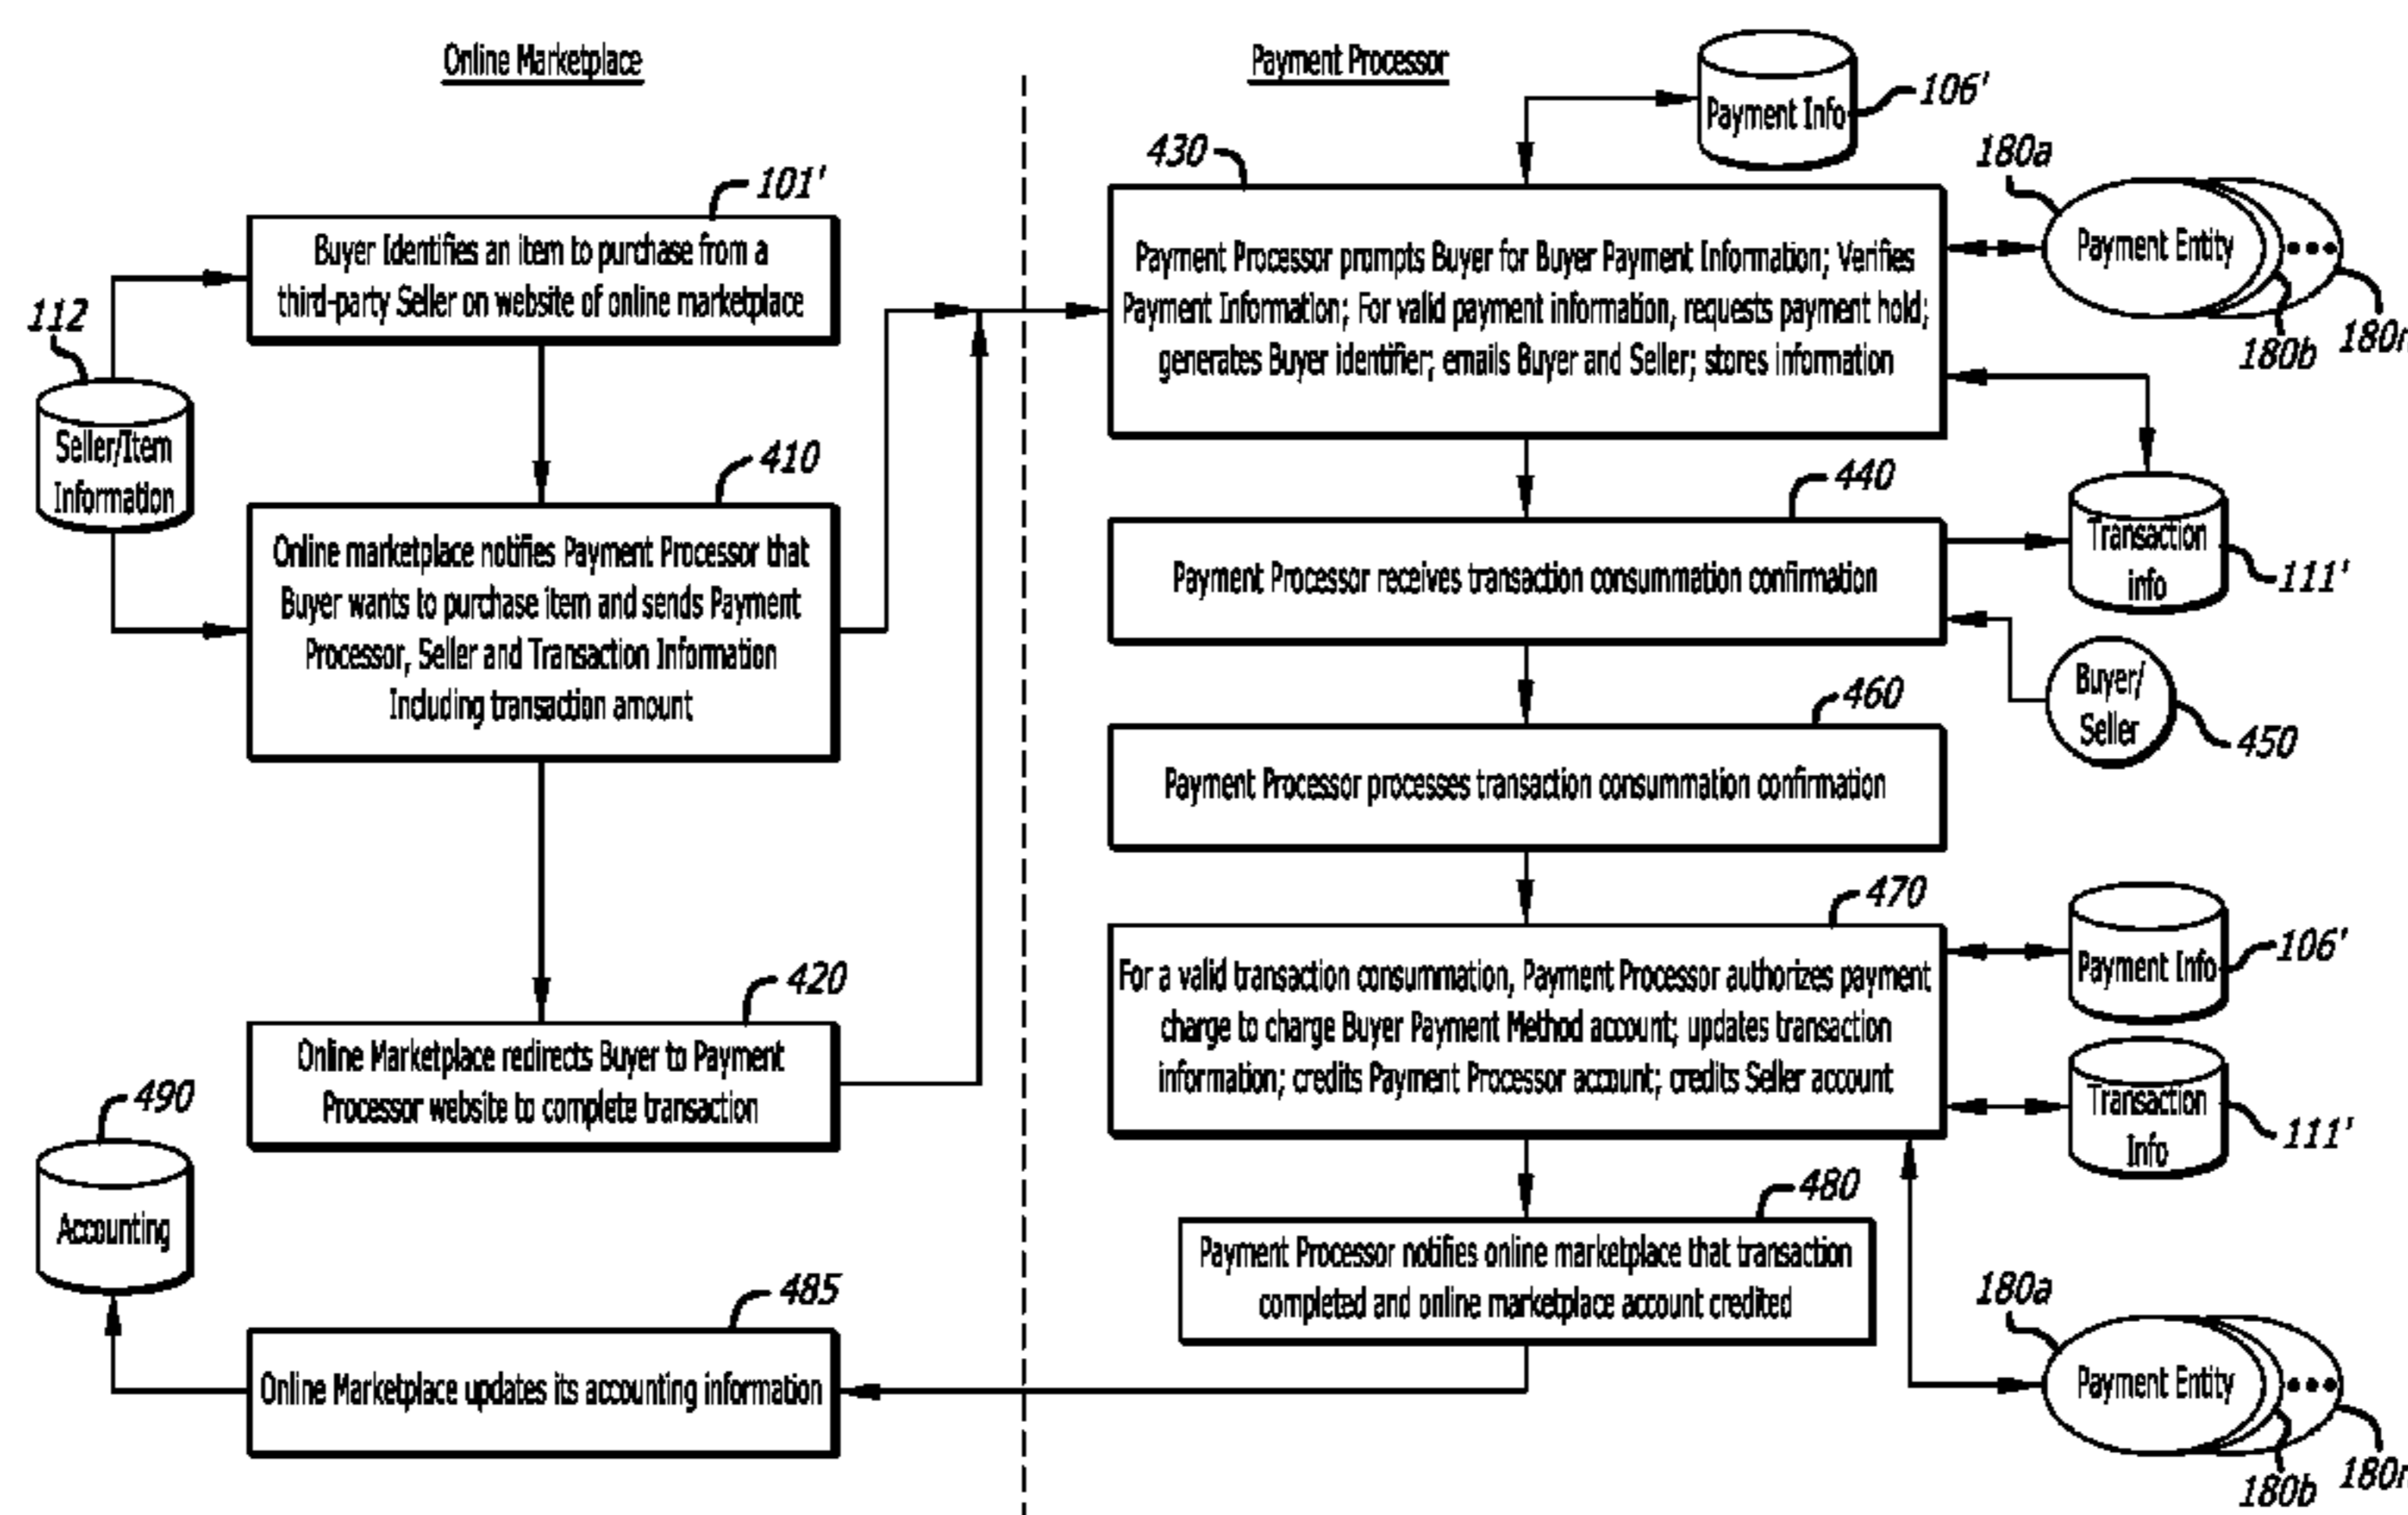 Online Marketplace
Payment Processor
Payment Info
106'
430
180a
101'
Buyer Identifies an item to purchase from a
third-party Seller on website of online marketplace
Payment Processor prompts Buyer for Buyer Payment Information; Verifies
Payment Information; For valid payment information, requests payment hold;
generates Buyer identifier; emails Buyer and Seller; stores information
Payment Entity
180b
180n
112
Seller/Item
Information
410
Online marketplace notifies Payment Processor that
Buyer wants to purchase item and sends Payment
Processor, Seller and Transaction Information
Including transaction amount
440
Payment Processor receives transaction consummation confirmation
Transaction
info
111'
Buyer/
Seller
450
460
Payment Processor processes transaction consummation confirmation
470
For a valid transaction consummation, Payment Processor authorizes payment
charge to charge Buyer Payment Method account; updates transaction
information; credits Payment Processor account; credits Seller account
Payment Info
106'
Transaction
Info
111'
420
Online Marketplace redirects Buyer to Payment
Processor website to complete transaction
490
Accounting
480
Payment Processor notifies online marketplace that transaction
completed and online marketplace account credited
485
Online Marketplace updates its accounting information
180a
Payment Entity
180b
180n